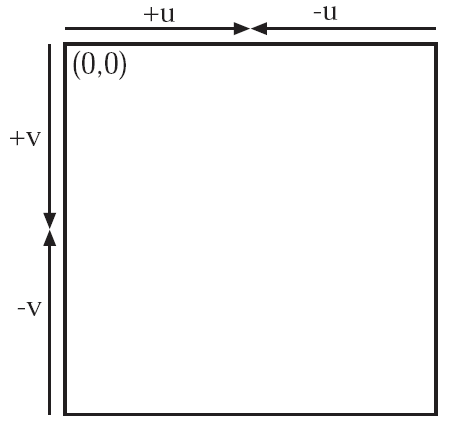 +u -u
(0,0)
+v
-v